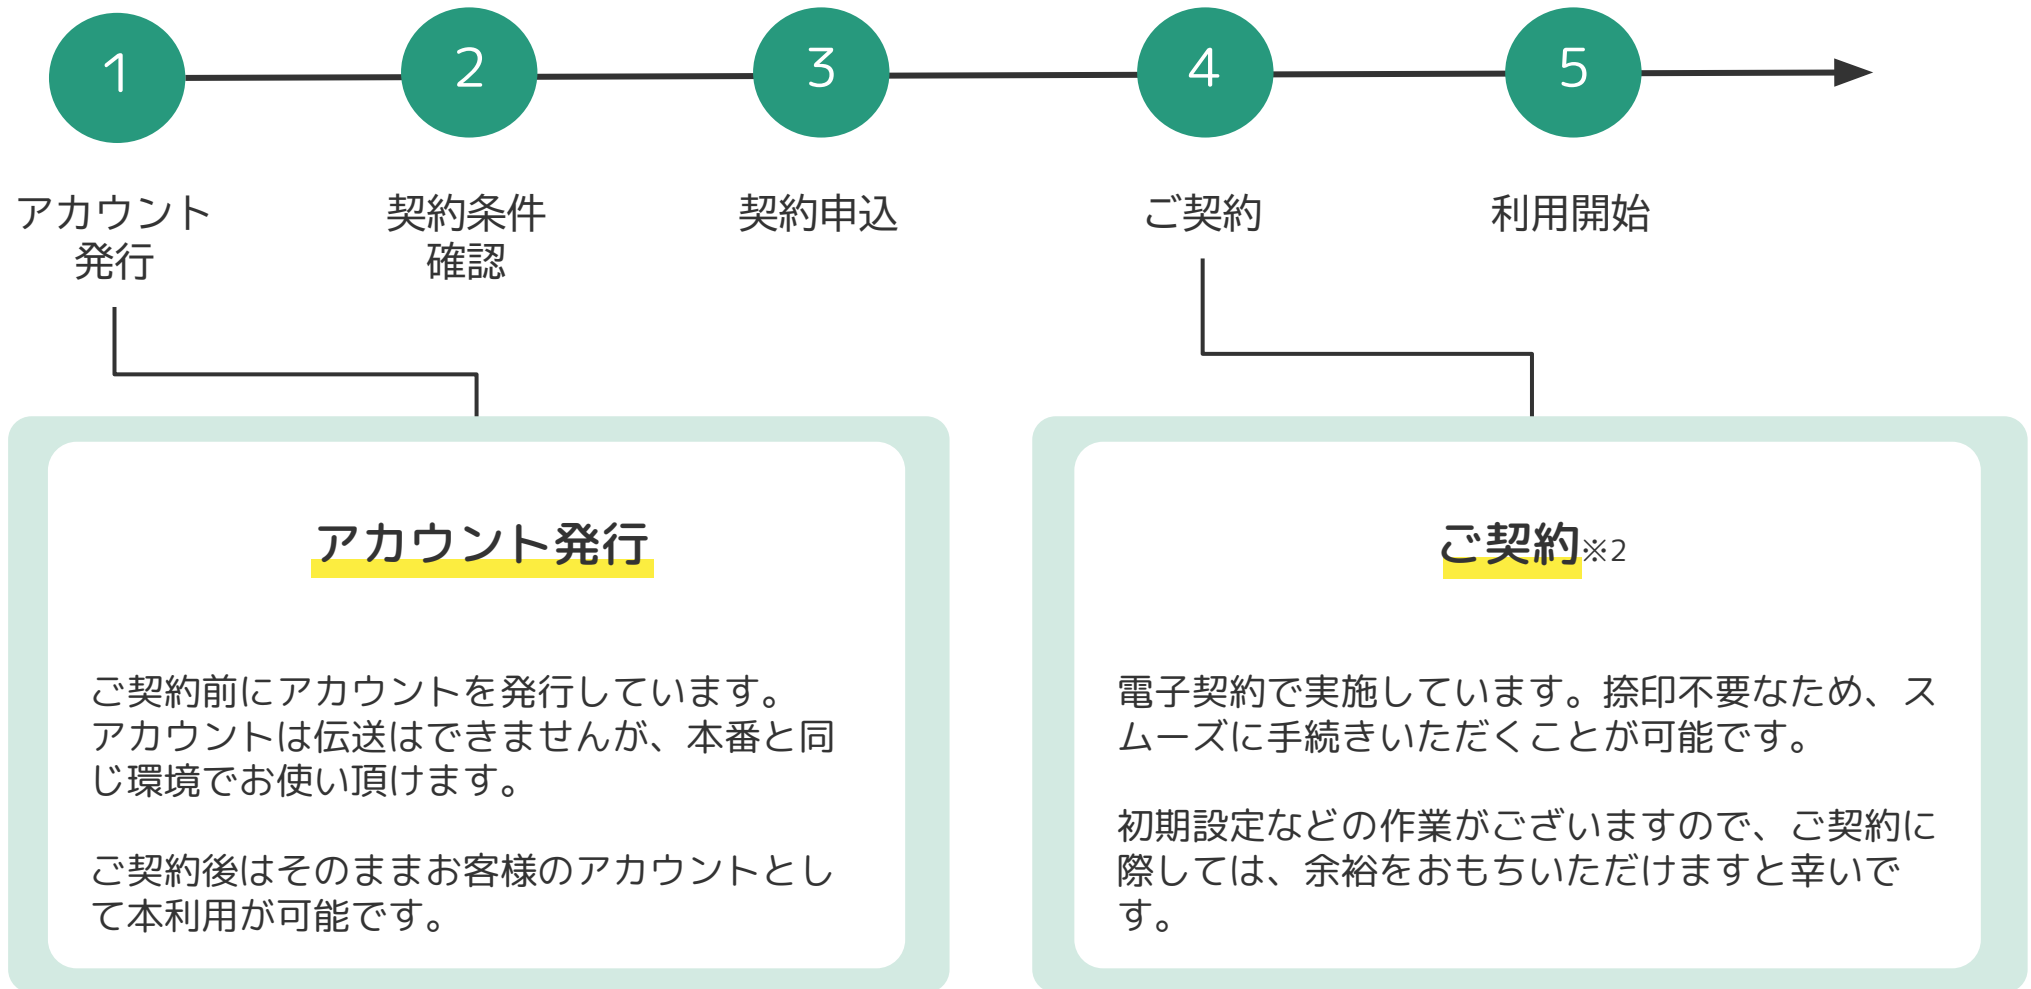 1
2
3
4
5
アカウント
発行
契約条件
確認
契約申込
ご契約
利用開始
アカウント発行
ご契約前にアカウントを発行しています。
アカウントは伝送はできませんが、本番と同
じ環境でお使い頂けます。
ご契約後はそのままお客様のアカウントとし
て本利用が可能です。
ご契約※2
電子契約で実施しています。捺印不要なため、ス
ムーズに手続きいただくことが可能です。
初期設定などの作業がございますので、ご契約に
際しては、余裕をおもちいただけますと幸いで
す。